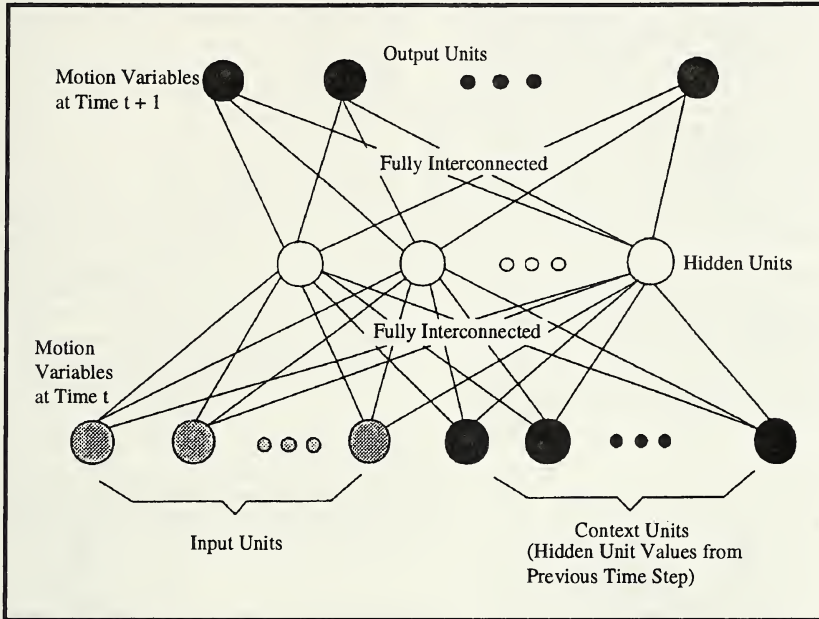 Output Units
Motion Variables
at Time t + 1
Fully Interconnected
Hidden Units
Fully Interconnected
Motion
Variables
at Time t
Input Units
Context Units
(Hidden Unit Values from
Previous Time Step)